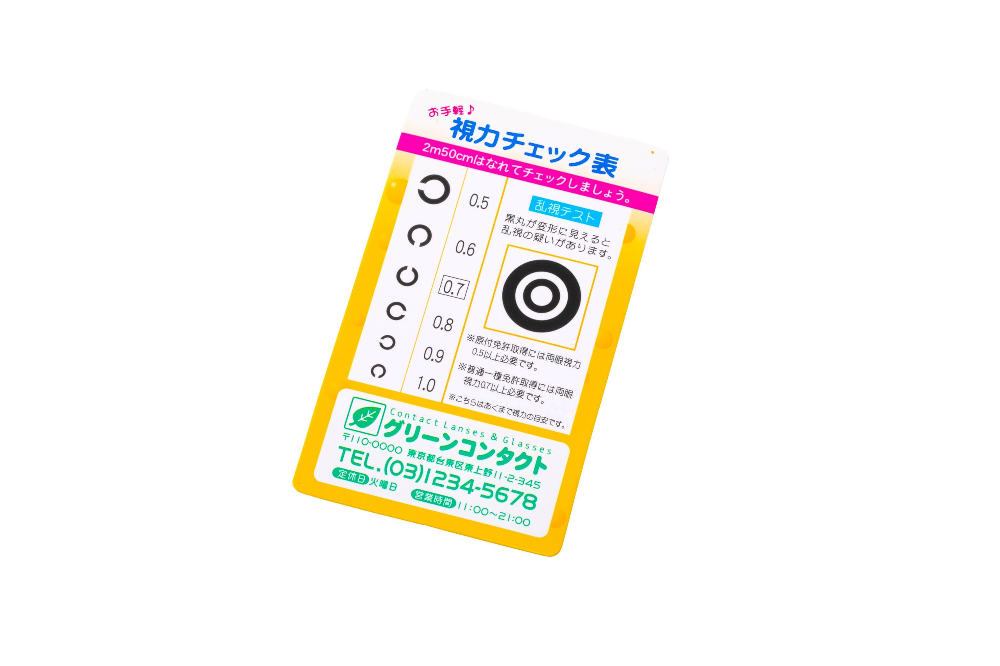 お手軽♪
視力チェック表
2m50cmはなれてチェックしましょう。
0.5
0.6
0.7
0.8
0.9
1.0
乱視テスト
黒丸が変形に見えると
乱視の疑いがあります。
※原付免許取得には両眼視力
0.5以上必要です。
※普通一種免許取得には両眼
視力0.7以上必要です。
※こちらはあくまで視力の目安です。
Contact Lanses & Glasses
グリーンコンタクト
〒110-0000 東京都台東区東上野11-2-345
TEL.(03)1234-5678
定休日 火曜日 営業時間 11:00～21:00